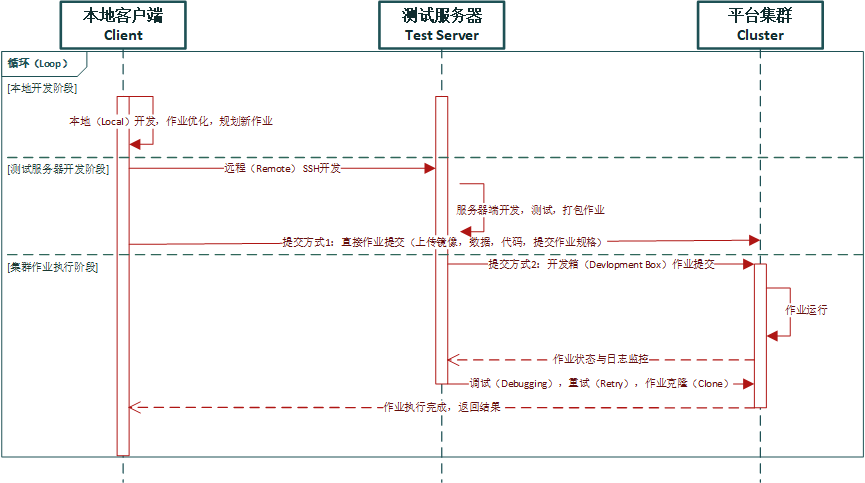 本地客户端
Client
测试服务器
Test Server
平台集群
Cluster
循环（Loop）
[本地开发阶段]
本地（Local）开发，作业优化，规划新作业
[测试服务器开发阶段]
远程（Remote） SSH开发
服务器端开发，测试，打包作业
提交方式1：直接作业提交（上传镜像，数据，代码，提交作业规格）
[集群作业执行阶段]
提交方式2：开发箱（Devlopment Box）作业提交
作业运行
作业状态与日志监控
调试（Debugging），重试（Retry），作业克隆（Clone）
作业执行完成，返回结果